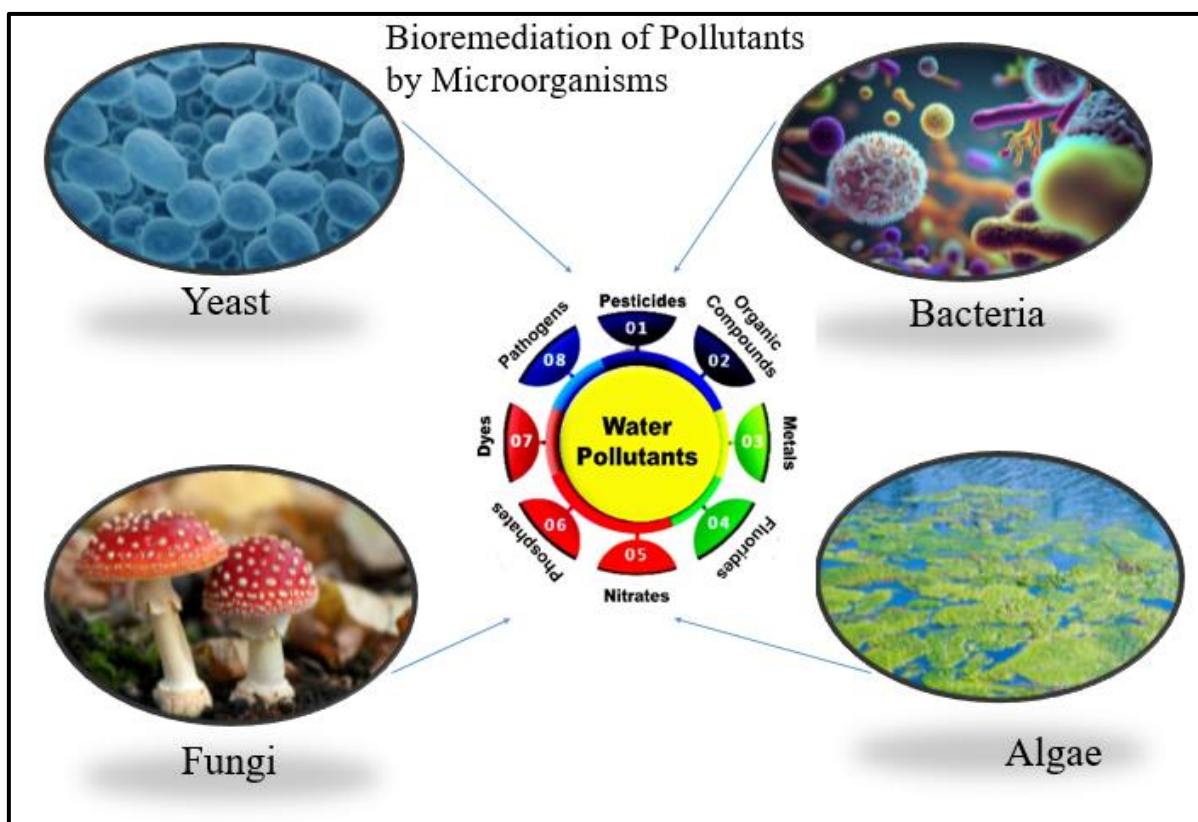 Bioremediation of Pollutants
by Microorganisms
Yeast
Bacteria
Pesticides
01
Organic
Compounds
02
Metals
03
Fluorides
04
Nitrates
05
Phosphates
06
Dyes
07
Pathogens
08
Water
Pollutants
Fungi
Algae